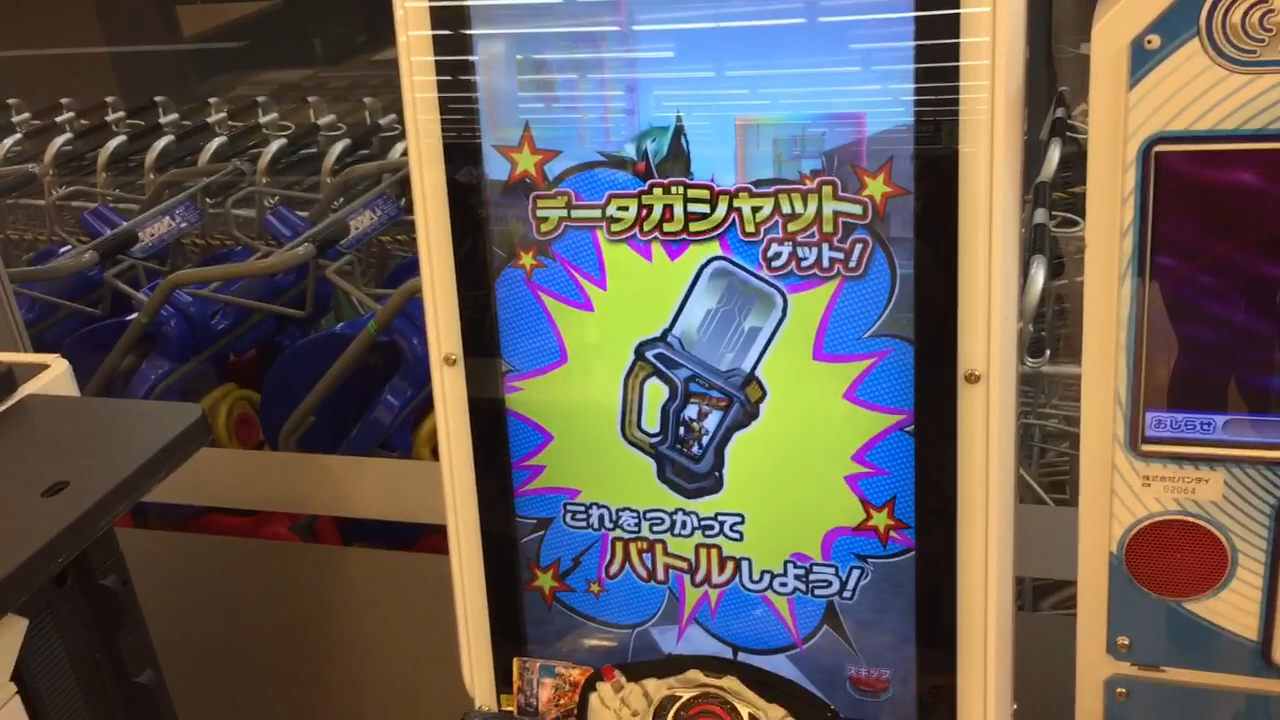 データガシャット
ゲット!
これをつかって
バトルしよう!
スキップ
おしらせ
株式会社バンダイ
02064